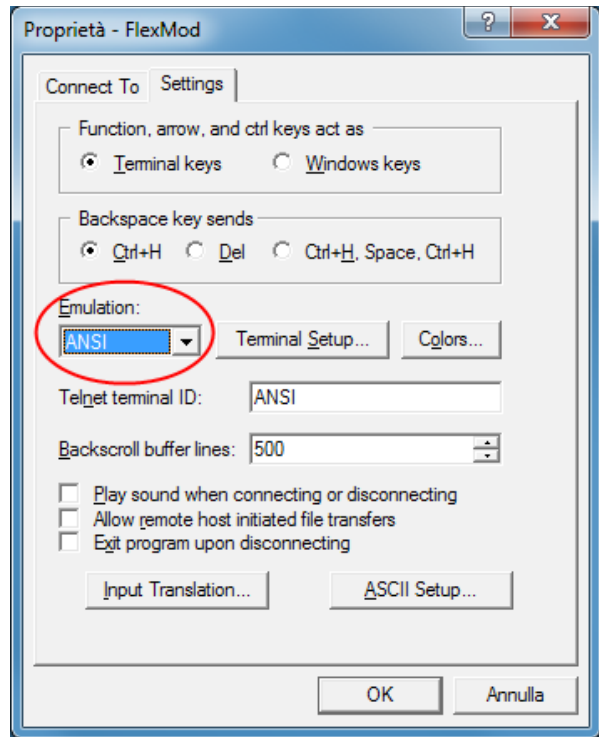 Proprietà - FlexMod
Connect To Settings
Function, arrow, and ctrl keys act as
Terminal keys Windows keys
Backspace key sends
Ctrl+H Del Ctrl+H, Space, Ctrl+H
Emulation:
ANSI Terminal Setup... Colors...
Telnet terminal ID: ANSI
Backscroll buffer lines: 500
Play sound when connecting or disconnecting
Allow remote host initiated file transfers
Exit program upon disconnecting
Input Translation... ASCII Setup...
OK Annulla